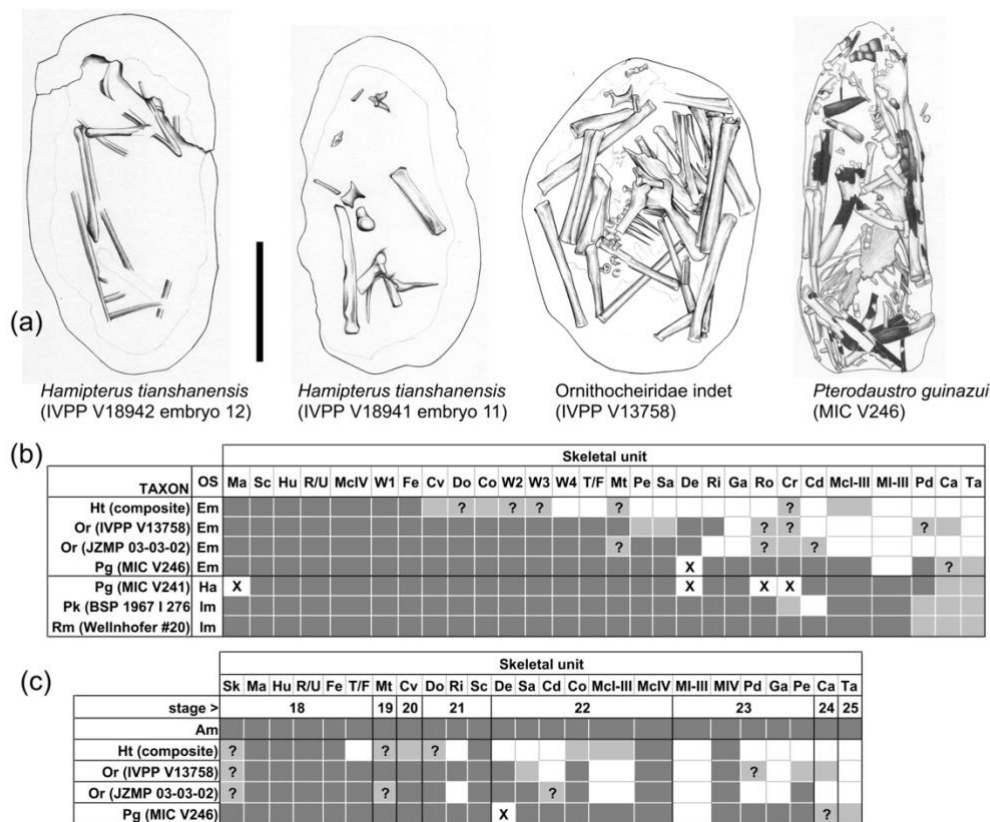 (a)
Hamipterus tianshanensis
(IVPP V18942 embryo 12)
Hamipterus tianshanensis
(IVPP V18941 embryo 11)
Ornithocheiridae indet
(IVPP V13758)
Pterodaustro guinazui
(MIC V246)
(b)
Skeletal unit
TAXON OS Ma Sc Hu R/U McIV W1 Fe Cv Do Co W2 W3 W4 T/F Mt Pe Sa De Ri Ga Ro Cr Cd McI-III MI-III Pd Ca Ta
Ht (composite) Em ? ? ? ? ?
Or (IVPP V13758) Em ? ? ?
Or (JZMP 03-03-02) Em ? ? ?
Pg (MIC V246) Em X ?
Pg (MIC V241) Ha X X X X
Pk (BSP 1967 I 276 Im
Rm (Wellnhofer #20) Im
(c)
Skeletal unit
Sk Ma Hu R/U Fe T/F Mt Cv Do Ri Sc De Sa Cd Co McI-III McIV MI-III MIV Pd Ga Pe Ca Ta
stage > 18 19 20 21 22 23 24 25
Am
Ht (composite) ? ? ?
Or (IVPP V13758) ? ?
Or (JZMP 03-03-02) ? ? ?
Pg (MIC V246) X ?